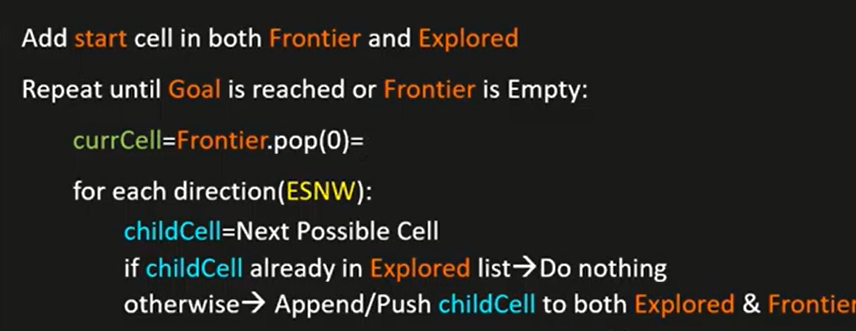 Add start cell in both Frontier and Explored
Repeat until Goal is reached or Frontier is Empty:
currCell=Frontier.pop(0)=
for each direction(ESNW):
childCell=Next Possible Cell
if childCell already in Explored list→Do nothing
otherwise→ Append/Push childCell to both Explored & Frontier